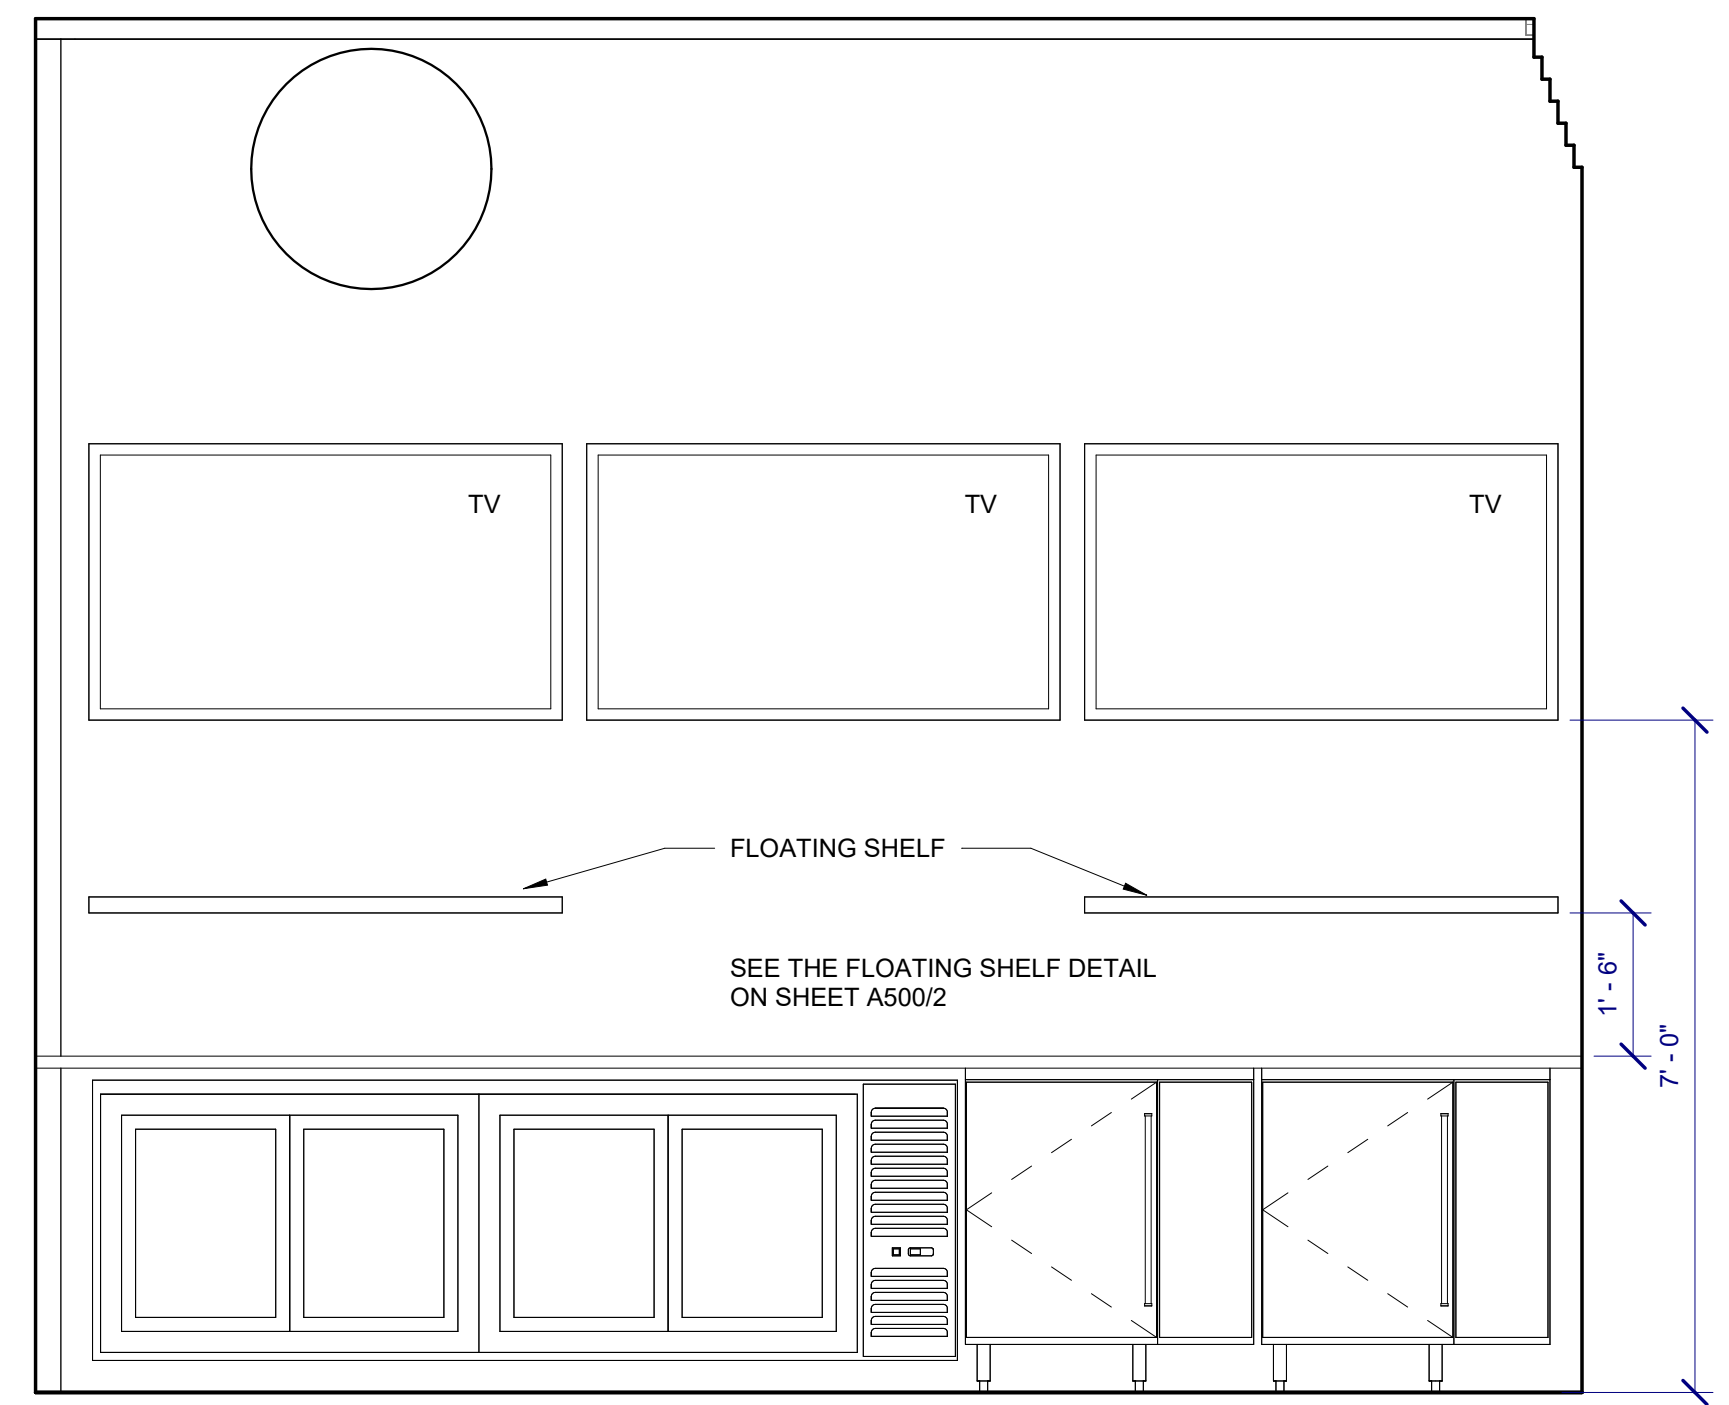 TV
TV
TV
FLOATING SHELF
SEE THE FLOATING SHELF DETAIL
ON SHEET A500/2
1' - 6"
7' - 0"